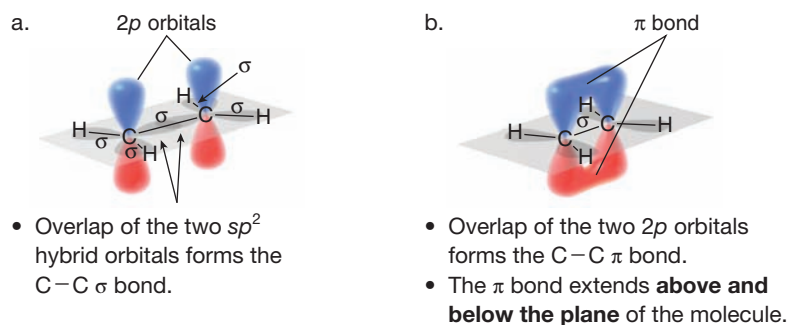 a.
2p orbitals
σ
H
σ
σ
H
C
H
C
σ
σ
H
• Overlap of the two sp²
hybrid orbitals forms the
C−C σ bond.
b.
π bond
H
σ
H
C
H
C
H
• Overlap of the two 2p orbitals
forms the C−C π bond.
• The π bond extends above and
below the plane of the molecule.